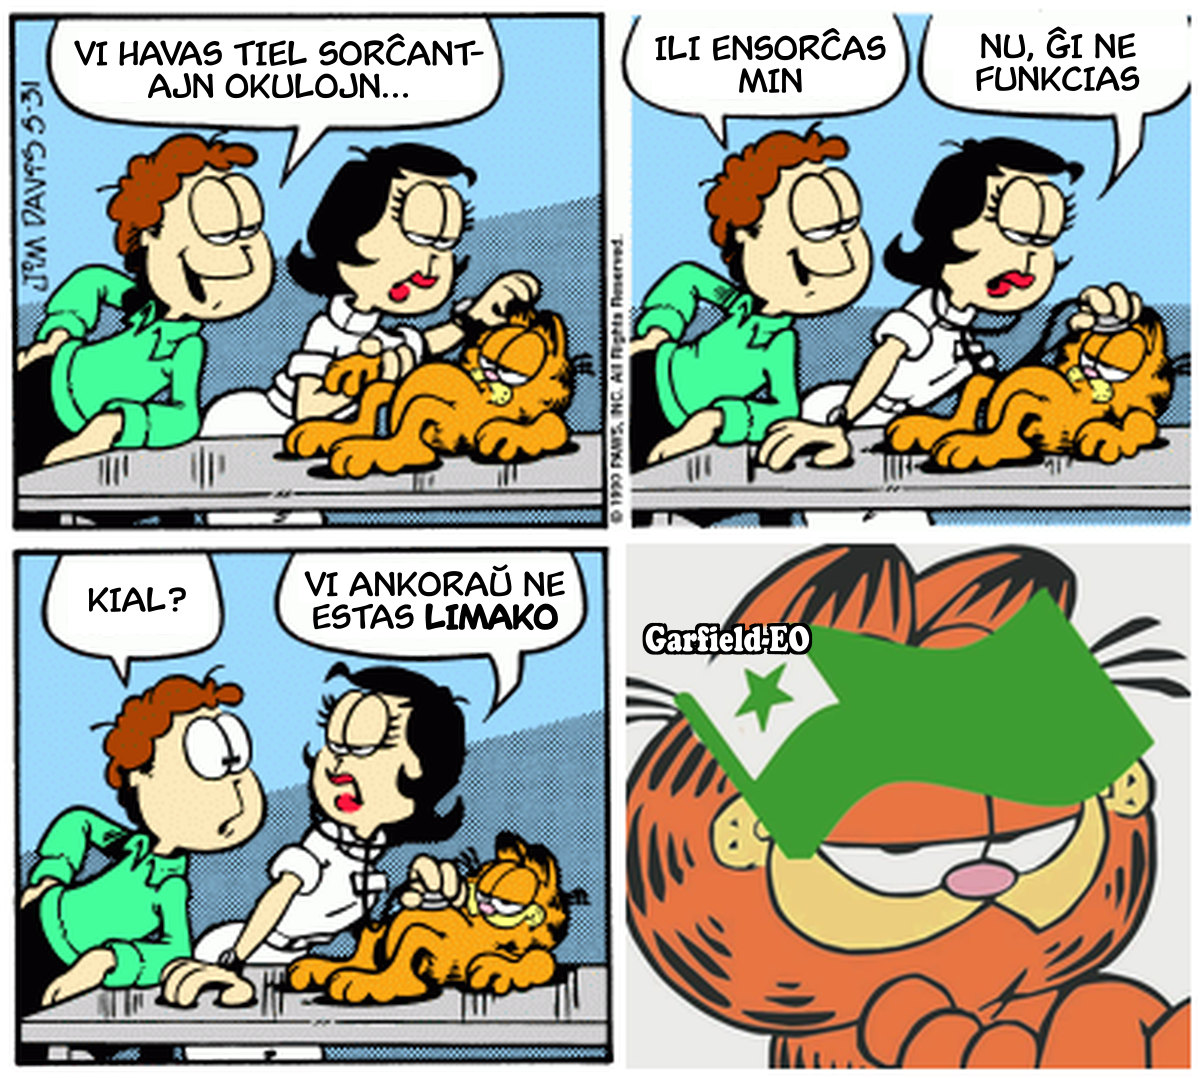 VI HAVAS TIEL SORĈANT-
AJN OKULOJN...
JIM DAVIS 5-31
ILI ENSORĈAS
MIN
NU, ĜI NE
FUNKCIAS
© 1990 PAWS, INC. All Rights Reserved.
KIAL?
VI ANKORAŬ NE
ESTAS LIMAKO
Garfield-EO